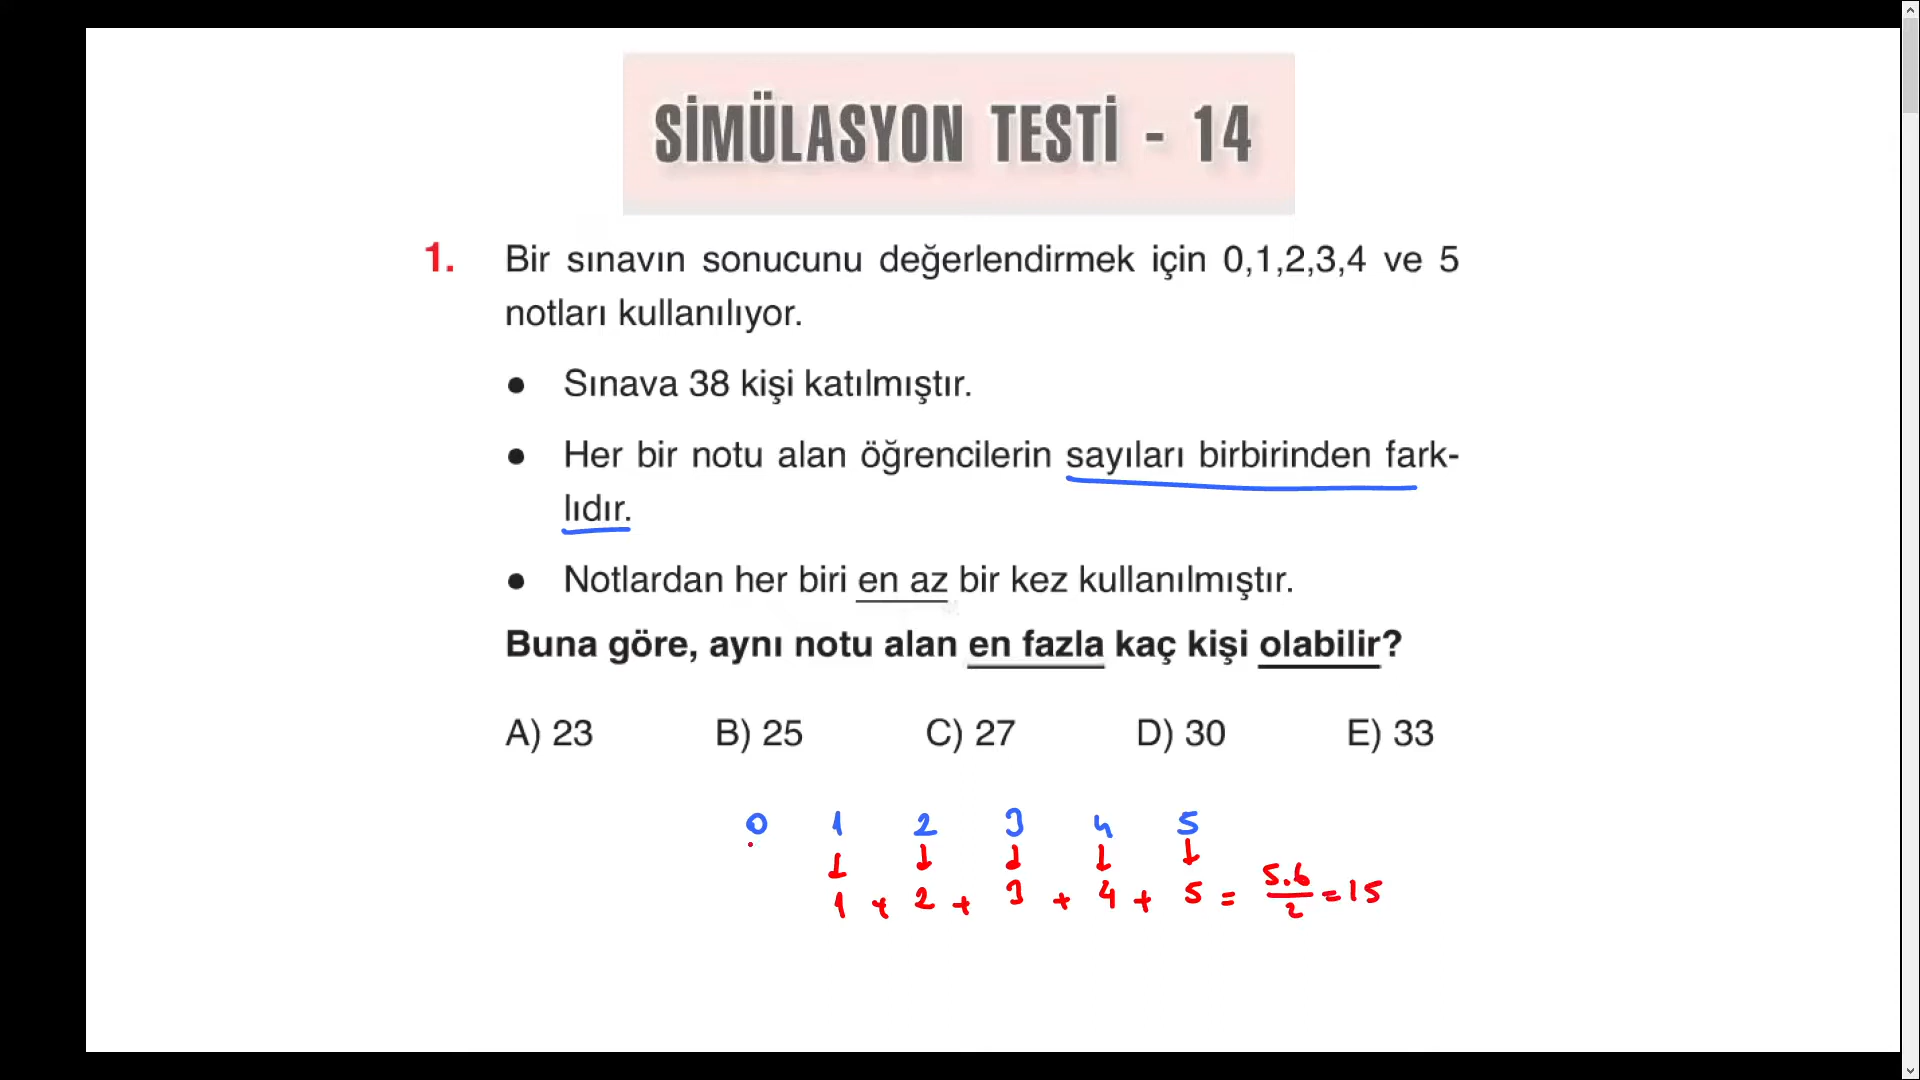 SİMÜLASYON TESTİ - 14
1. Bir sınavın sonucunu değerlendirmek için 0,1,2,3,4 ve 5
notları kullanılıyor.
● Sınava 38 kişi katılmıştır.
● Her bir notu alan öğrencilerin sayıları birbirinden fark-
lıdır.
● Notlardan her biri en az bir kez kullanılmıştır.
Buna göre, aynı notu alan en fazla kaç kişi olabilir?
A) 23 B) 25 C) 27 D) 30 E) 33
0 1 2 3 4 5
↓ ↓ ↓ ↓ ↓
1 + 2 + 3 + 4 + 5 = 5.6/2 = 15